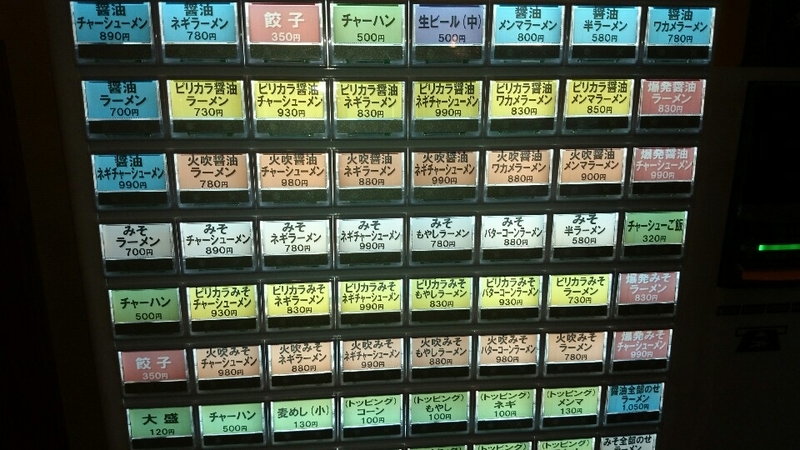 醤油
チャーシューメン
890円
醤油
ネギラーメン
780円
餃子
350円
チャーハン
500円
生ビール(中)
500円
醤油
メンマラーメン
800円
醤油
半ラーメン
580円
醤油
ワカメラーメン
780円
醤油
ラーメン
700円
ピリカラ醤油
ラーメン
730円
ピリカラ醤油
チャーシューメン
930円
ピリカラ醤油
ネギラーメン
830円
ピリカラ醤油
ネギチャーシューメン
990円
ピリカラ醤油
ワカメラーメン
830円
ピリカラ醤油
メンマラーメン
850円
爆発醤油
ラーメン
830円
醤油
ネギチャーシューメン
990円
火吹醤油
ラーメン
780円
火吹醤油
チャーシューメン
980円
火吹醤油
ネギラーメン
880円
火吹醤油
ネギチャーシューメン
990円
火吹醤油
ワカメラーメン
880円
火吹醤油
メンマラーメン
900円
爆発醤油
チャーシューメン
990円
みそ
ラーメン
700円
みそ
チャーシューメン
890円
みそ
ネギラーメン
780円
みそ
ネギチャーシューメン
990円
みそ
もやしラーメン
780円
みそ
バターコーンラーメン
880円
みそ
半ラーメン
580円
チャーシューご飯
320円
チャーハン
500円
ピリカラみそ
チャーシューメン
930円
ピリカラみそ
ネギラーメン
830円
ピリカラみそ
ネギチャーシューメン
990円
ピリカラみそ
もやしラーメン
830円
ピリカラみそ
バターコーンラーメン
930円
ピリカラみそ
ラーメン
730円
爆発みそ
ラーメン
830円
餃子
350円
火吹みそ
チャーシューメン
980円
火吹みそ
ネギラーメン
880円
火吹みそ
ネギチャーシューメン
990円
火吹みそ
もやしラーメン
880円
火吹みそ
バターコーンラーメン
980円
火吹みそ
ラーメン
780円
爆発みそ
チャーシューメン
990円
大盛
120円
チャーハン
500円
麦めし(小)
130円
(トッピング)
コーン
100円
(トッピング)
もやし
100円
(トッピング)
ネギ
100円
(トッピング)
メンマ
130円
醤油全部のせ
ラーメン
1,050円
(トッピング)
(トッピング)
みそ全部のせ